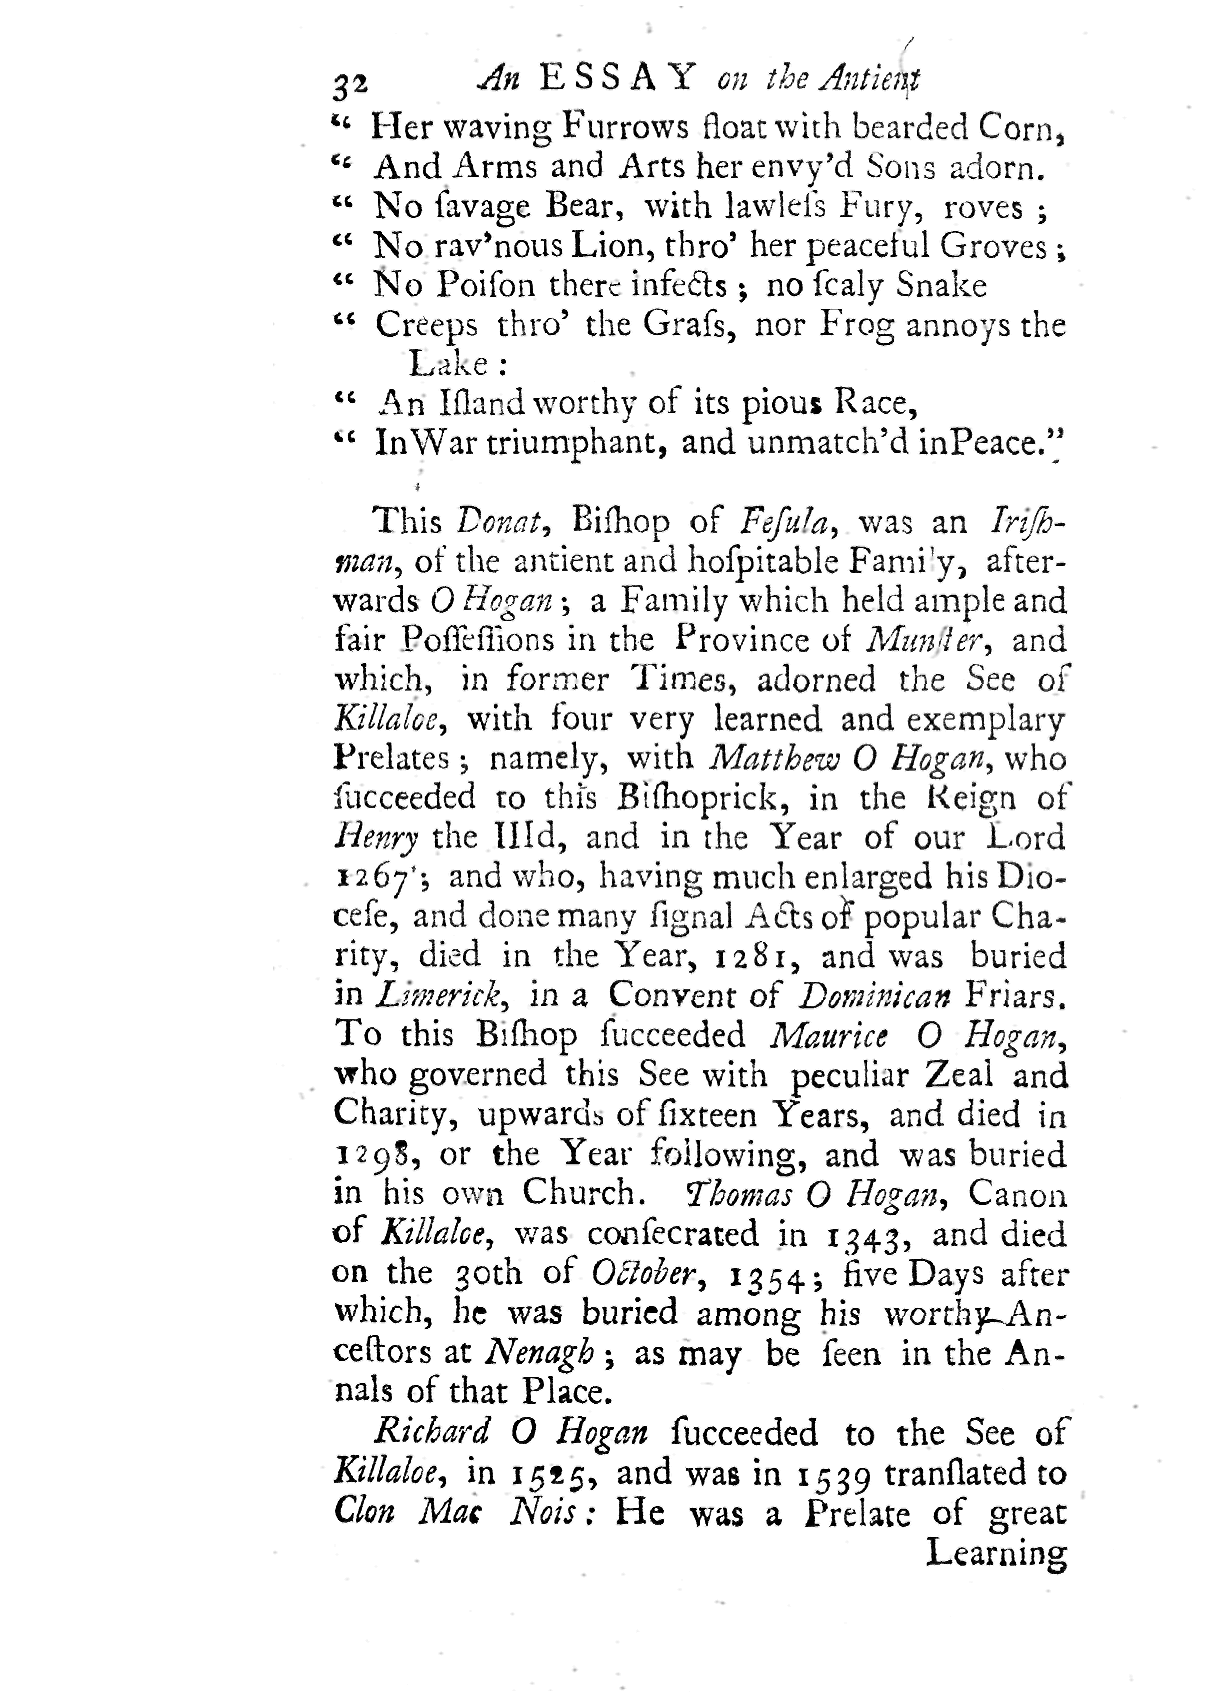 32 An ESSAY on the Antient
“ Her waving Furrows float with bearded Corn,
“ And Arms and Arts her envy’d Sons adorn.
“ No ſavage Bear, with lawleſs Fury, roves ;
“ No rav’nous Lion, thro’ her peaceful Groves ;
“ No Poiſon there infects ; no ſcaly Snake
“ Creeps thro’ the Graſs, nor Frog annoys the
Lake :
“ An Iſland worthy of its pious Race,
“ In War triumphant, and unmatch’d in Peace.”
This Donat, Biſhop of Feſula, was an Iriſh-
man, of the antient and hoſpitable Family, after-
wards O Hogan ; a Family which held ample and
fair Poſſeſſions in the Province of Munſter, and
which, in former Times, adorned the See of
Killaloe, with four very learned and exemplary
Prelates ; namely, with Matthew O Hogan, who
ſucceeded to this Biſhoprick, in the Reign of
Henry the IIId, and in the Year of our Lord
1267 ; and who, having much enlarged his Dio-
ceſe, and done many ſignal Acts of popular Cha-
rity, died in the Year, 1281, and was buried
in Limerick, in a Convent of Dominican Friars.
To this Biſhop ſucceeded Maurice O Hogan,
who governed this See with peculiar Zeal and
Charity, upwards of ſixteen Years, and died in
1298, or the Year following, and was buried
in his own Church. Thomas O Hogan, Canon
of Killaloe, was conſecrated in 1343, and died
on the 30th of October, 1354 ; five Days after
which, he was buried among his worthy An-
ceſtors at Nenagh ; as may be ſeen in the An-
nals of that Place.
Richard O Hogan ſucceeded to the See of
Killaloe, in 1525, and was in 1539 tranſlated to
Clon Mac Nois : He was a Prelate of great
Learning